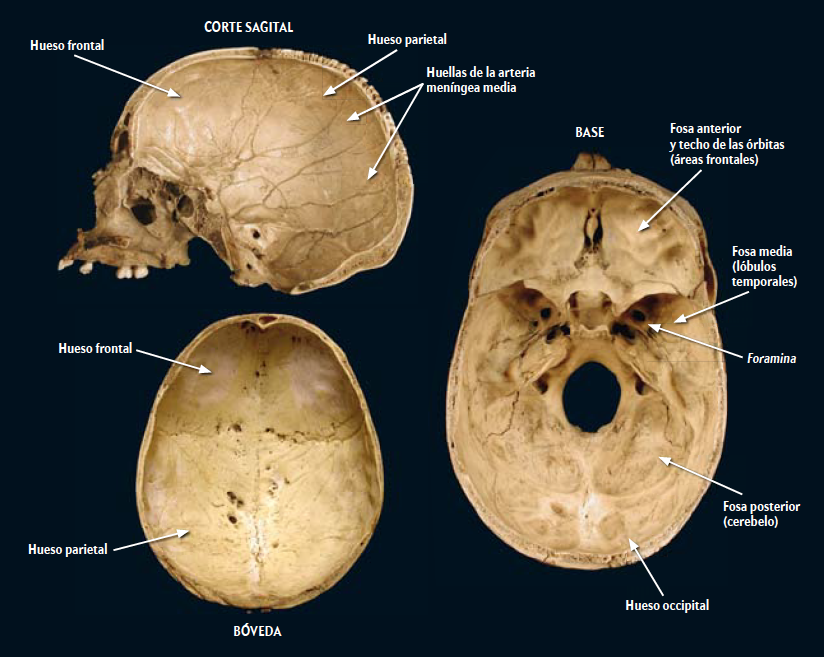 CORTE SAGITAL
Hueso frontal
Hueso parietal
Huellas de la arteria
meníngea media
BASE
Fosa anterior
y techo de las órbitas
(áreas frontales)
Fosa media
(lóbulos
temporales)
Foramina
Fosa posterior
(cerebelo)
Hueso occipital
Hueso frontal
Hueso parietal
BÓVEDA